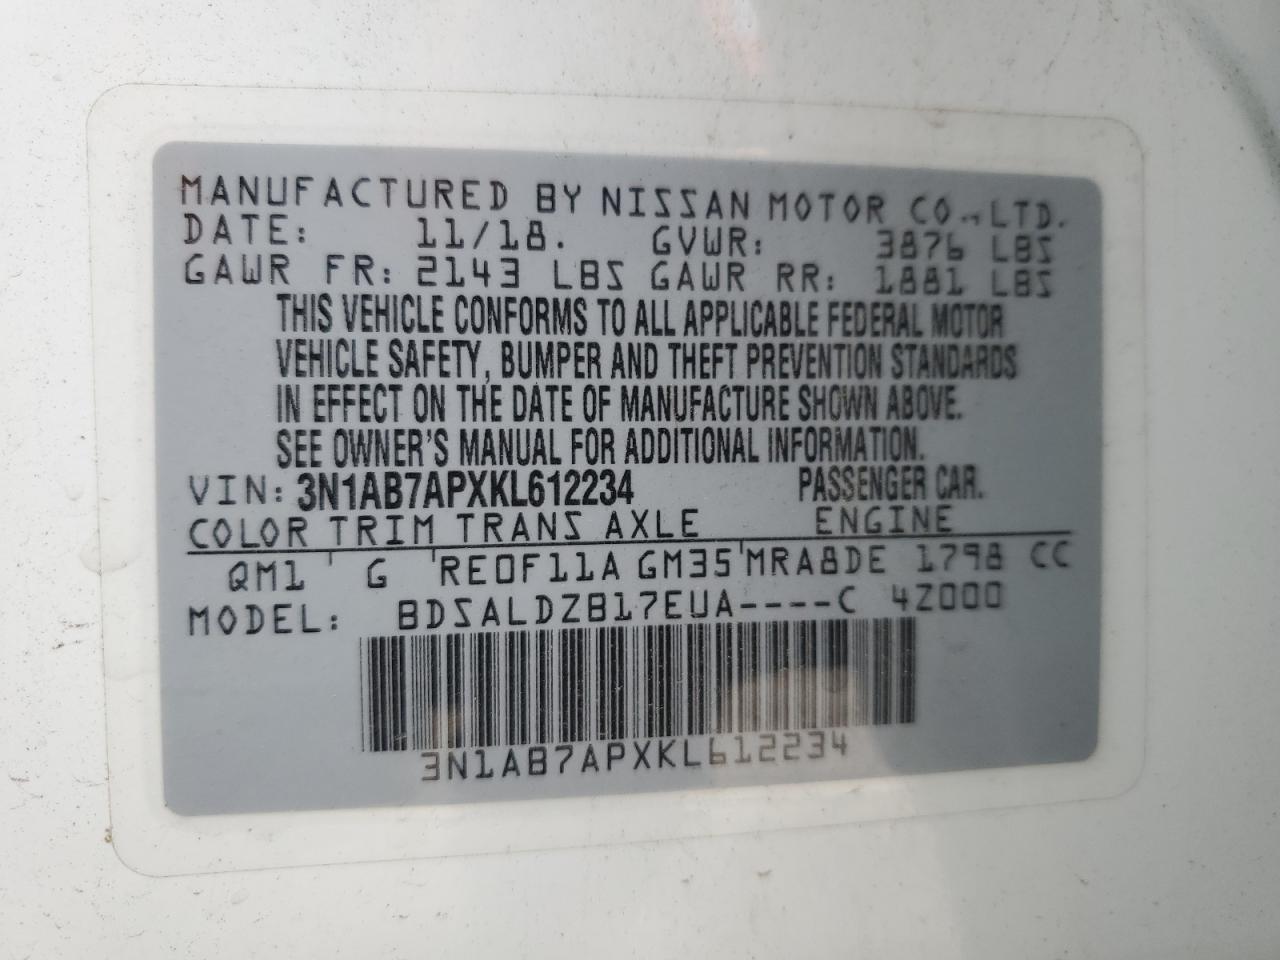 MANUFACTURED BY NISSAN MOTOR CO., LTD.
DATE: 11/18. GVWR: 3876 LBS
GAWR FR: 2143 LBS GAWR RR: 1881 LBS
THIS VEHICLE CONFORMS TO ALL APPLICABLE FEDERAL MOTOR
VEHICLE SAFETY, BUMPER AND THEFT PREVENTION STANDARDS
IN EFFECT ON THE DATE OF MANUFACTURE SHOWN ABOVE.
SEE OWNER'S MANUAL FOR ADDITIONAL INFORMATION.
VIN: 3N1AB7APXKL612234 PASSENGER CAR.
COLOR TRIM TRANS AXLE ENGINE
QM1 ' G 'RE0F11A GM35'MRA8DE 1798 CC
MODEL: BDSALDZB17EUA----C 4Z000
3N1AB7APXKL612234